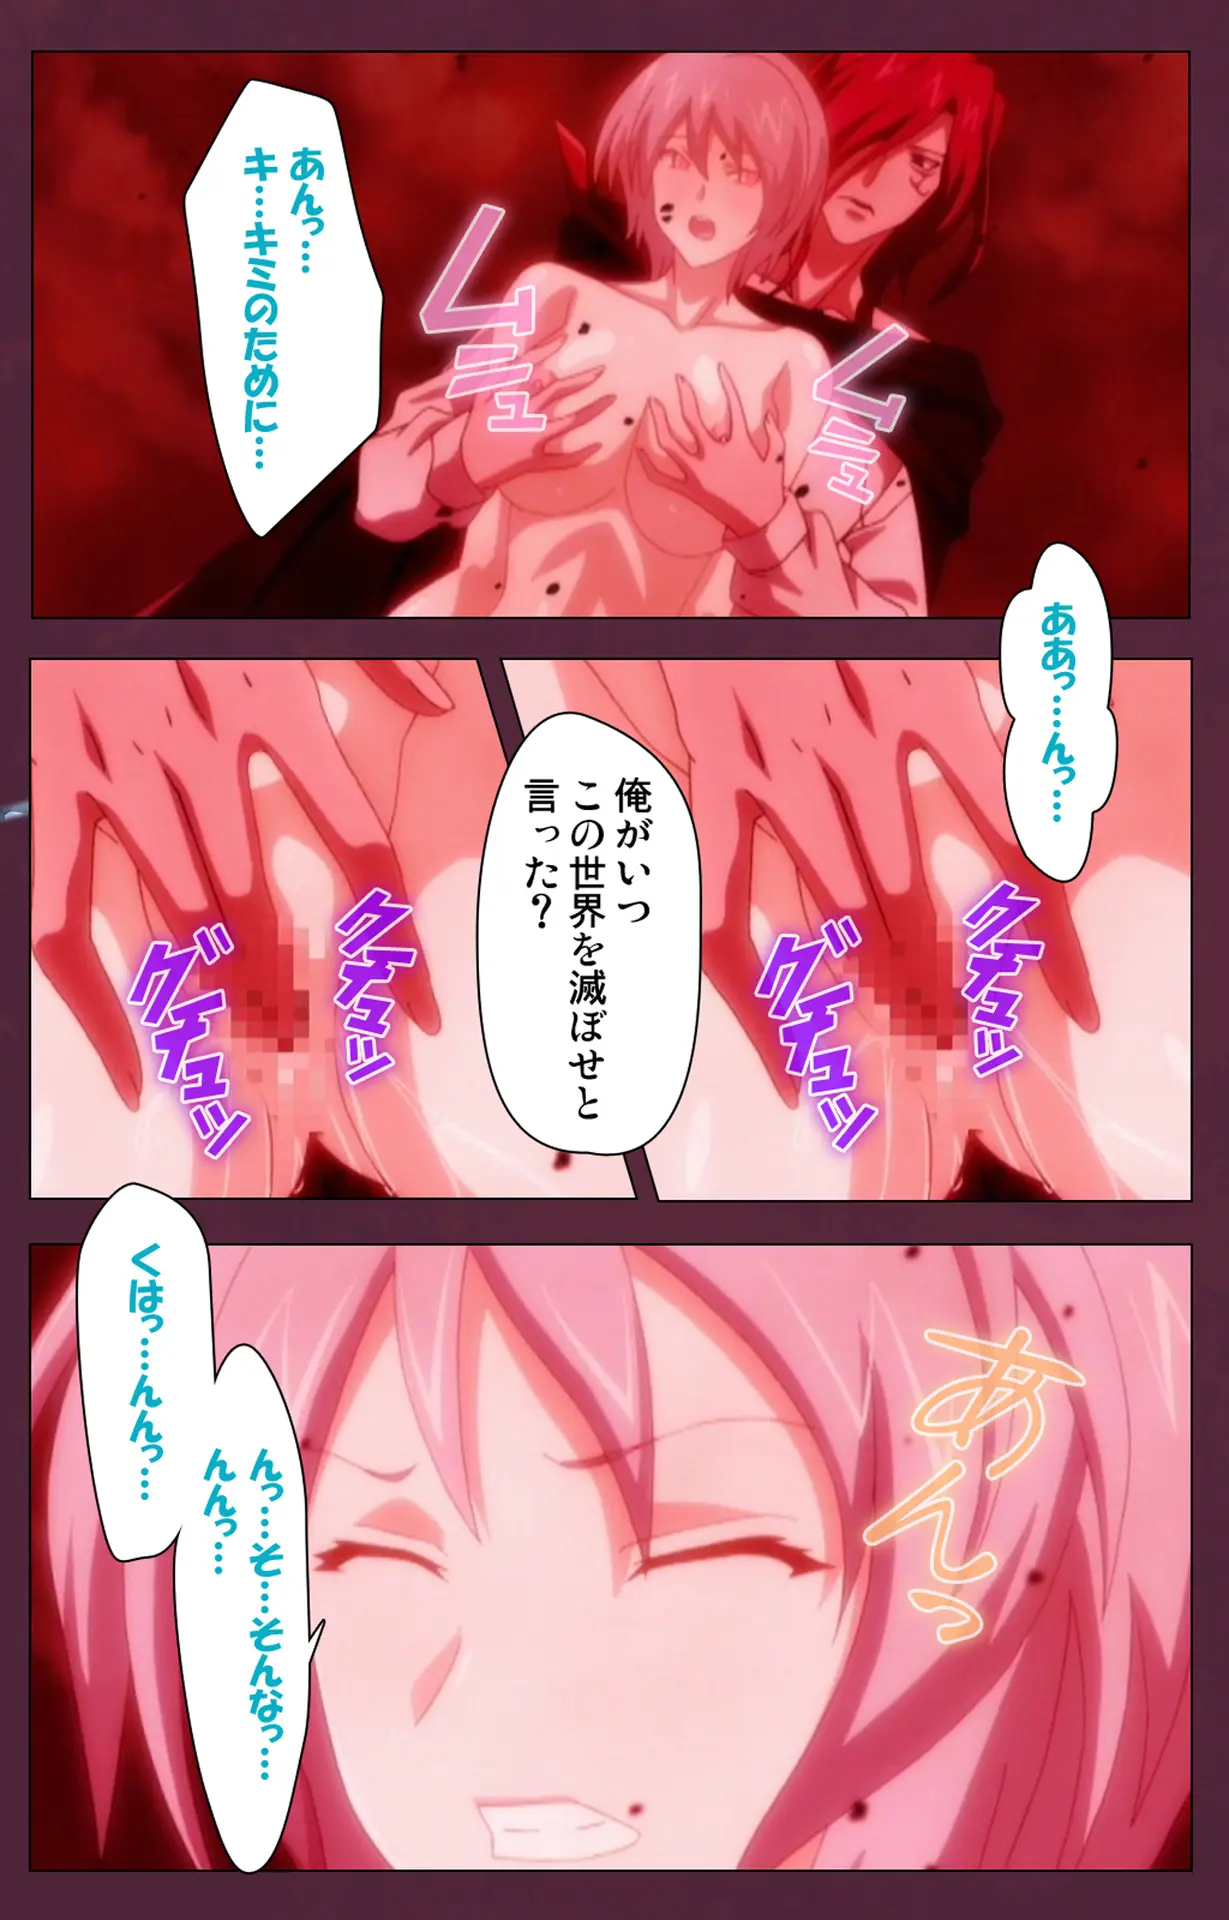 あんっ…
キ…キミのために…
ムニュ
ムニュ
ああっ…んっ…
クチュッ
グチュッ
俺がいつ
この世界を滅ぼせと
言った?
クチュッ
グチュッ
あんっ
くはっ…んんっ…
んっ…そ…そんなっ…
んんっ…